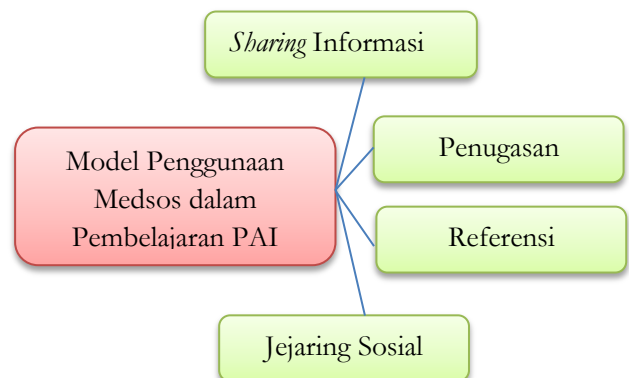 Sharing Informasi
Model Penggunaan
Medsos dalam
Pembelajaran PAI
Penugasan
Referensi
Jejaring Sosial